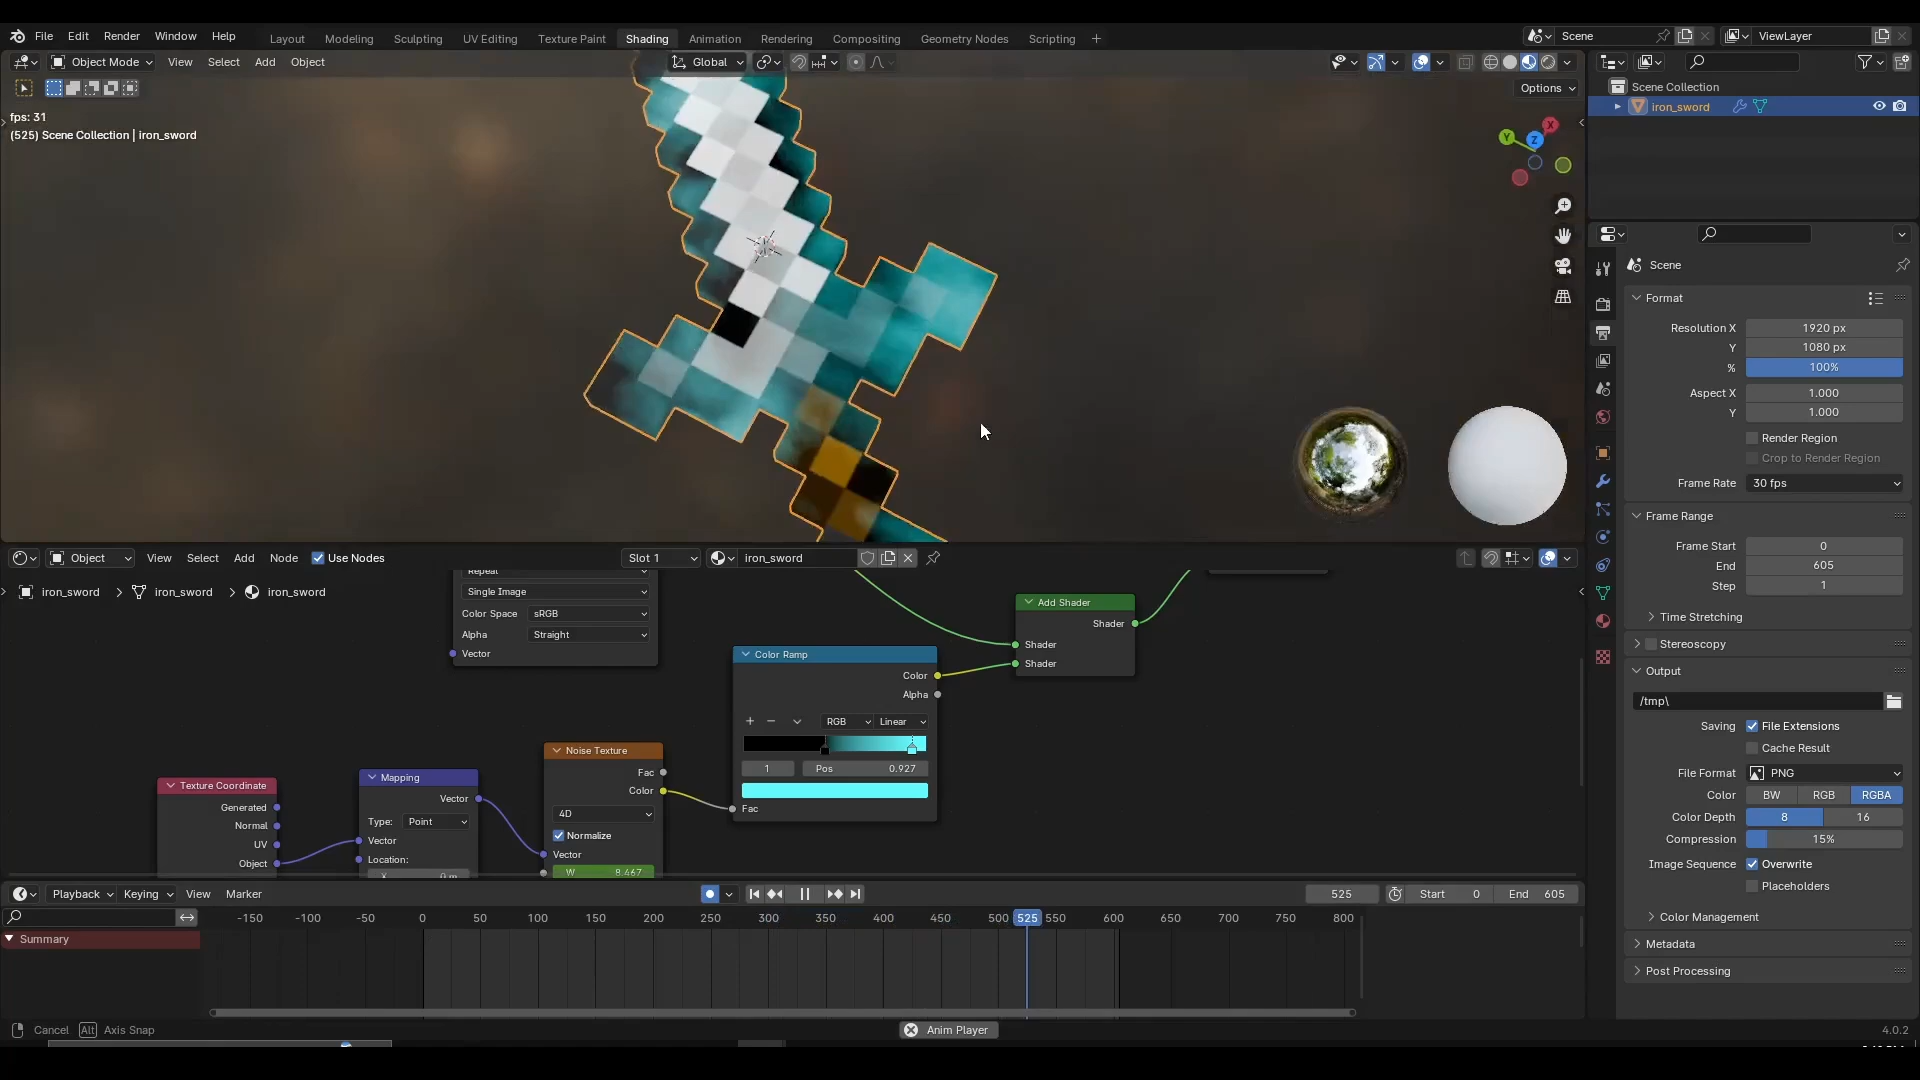 File Edit Render Window Help Layout Modeling Sculpting UV Editing Texture Paint Shading Animation Rendering Compositing Geometry Nodes Scripting + Scene ViewLayer
Object Mode View Select Add Object Global
Options
fps: 31
(525) Scene Collection | iron_sword
X
Y
Z
Scene Collection
iron_sword
Scene
Format
Resolution X 1920 px
Y 1080 px
% 100%
Aspect X 1.000
Y 1.000
Render Region
Crop to Render Region
Frame Rate 30 fps
Frame Range
Frame Start 0
End 605
Step 1
Time Stretching
Stereoscopy
Output
/tmp\
Saving File Extensions
Cache Result
File Format PNG
Color BW RGB RGBA
Color Depth 8 16
Compression 15%
Image Sequence Overwrite
Placeholders
Color Management
Metadata
Post Processing
Object View Select Add Node Use Nodes Slot 1 iron_sword
iron_sword iron_sword iron_sword
Repeat
Single Image
Color Space sRGB
Alpha Straight
Vector
Add Shader
Shader
Shader
Shader
Color Ramp
Color
Alpha
+ − RGB Linear
1 Pos 0.927
Fac
Noise Texture
Fac
Color
4D
Normalize
Vector
W 8.467
Mapping
Vector
Type: Point
Vector
Location:
X 0 m
Texture Coordinate
Generated
Normal
UV
Object
Playback Keying View Marker 525 Start 0 End 605
-150 -100 -50 0 50 100 150 200 250 300 350 400 450 500 525 550 600 650 700 750 800
Summary
Cancel Alt Axis Snap Anim Player 4.0.2